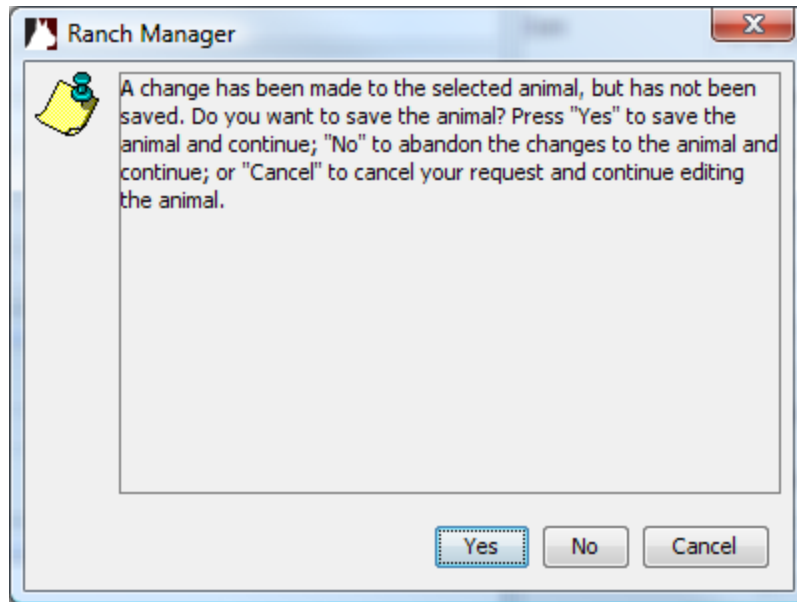 Ranch Manager
A change has been made to the selected animal, but has not been
saved. Do you want to save the animal? Press "Yes" to save the
animal and continue; "No" to abandon the changes to the animal and
continue; or "Cancel" to cancel your request and continue editing
the animal.
Yes No Cancel